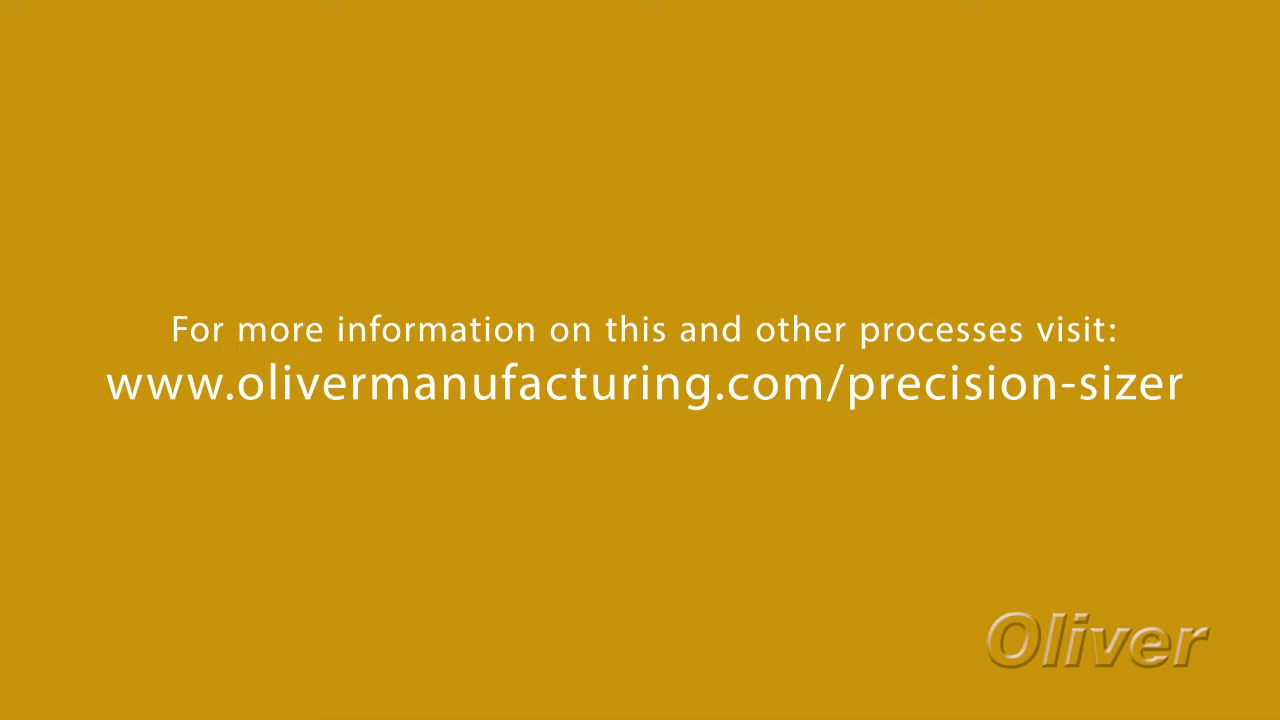 For more information on this and other processes visit:
www.olivermanufacturing.com/precision-sizer
Oliver